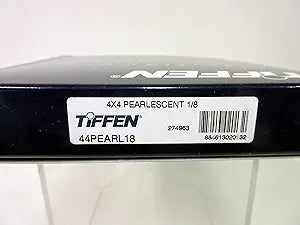 TIFFEN®
4X4 PEARLESCENT 1/8
TIFFEN®
274963
44PEARL18